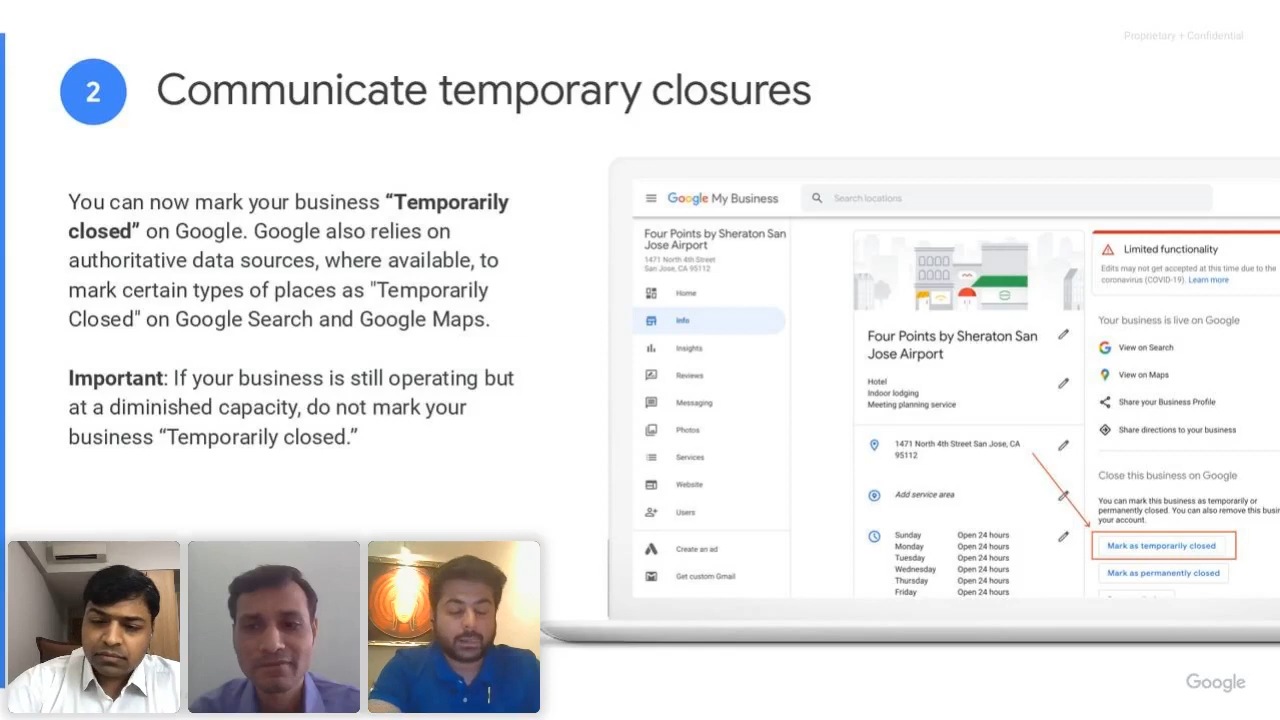 Proprietary + Confidential
2
Communicate temporary closures
You can now mark your business “Temporarily
closed” on Google. Google also relies on
authoritative data sources, where available, to
mark certain types of places as "Temporarily
Closed" on Google Search and Google Maps.
Important: If your business is still operating but
at a diminished capacity, do not mark your
business “Temporarily closed.”
Google My Business
Search locations
Four Points by Sheraton San
Jose Airport
1471 North 4th Street
San Jose, CA 95112
Home
Info
Insights
Reviews
Messaging
Photos
Services
Website
Users
Create an ad
Get custom Gmail
Four Points by Sheraton San
Jose Airport
Hotel
Indoor lodging
Meeting planning service
1471 North 4th Street San Jose, CA
95112
Add service area
Sunday Open 24 hours
Monday Open 24 hours
Tuesday Open 24 hours
Wednesday Open 24 hours
Thursday Open 24 hours
Friday Open 24 hours
Limited functionality
Edits may not get accepted at this time due to the
coronavirus (COVID-19). Learn more
Your business is live on Google
View on Search
View on Maps
Share your Business Profile
Share directions to your business
Close this business on Google
You can mark this business as temporarily or
permanently closed. You can also remove this busin
your account.
Mark as temporarily closed
Mark as permanently closed
Google